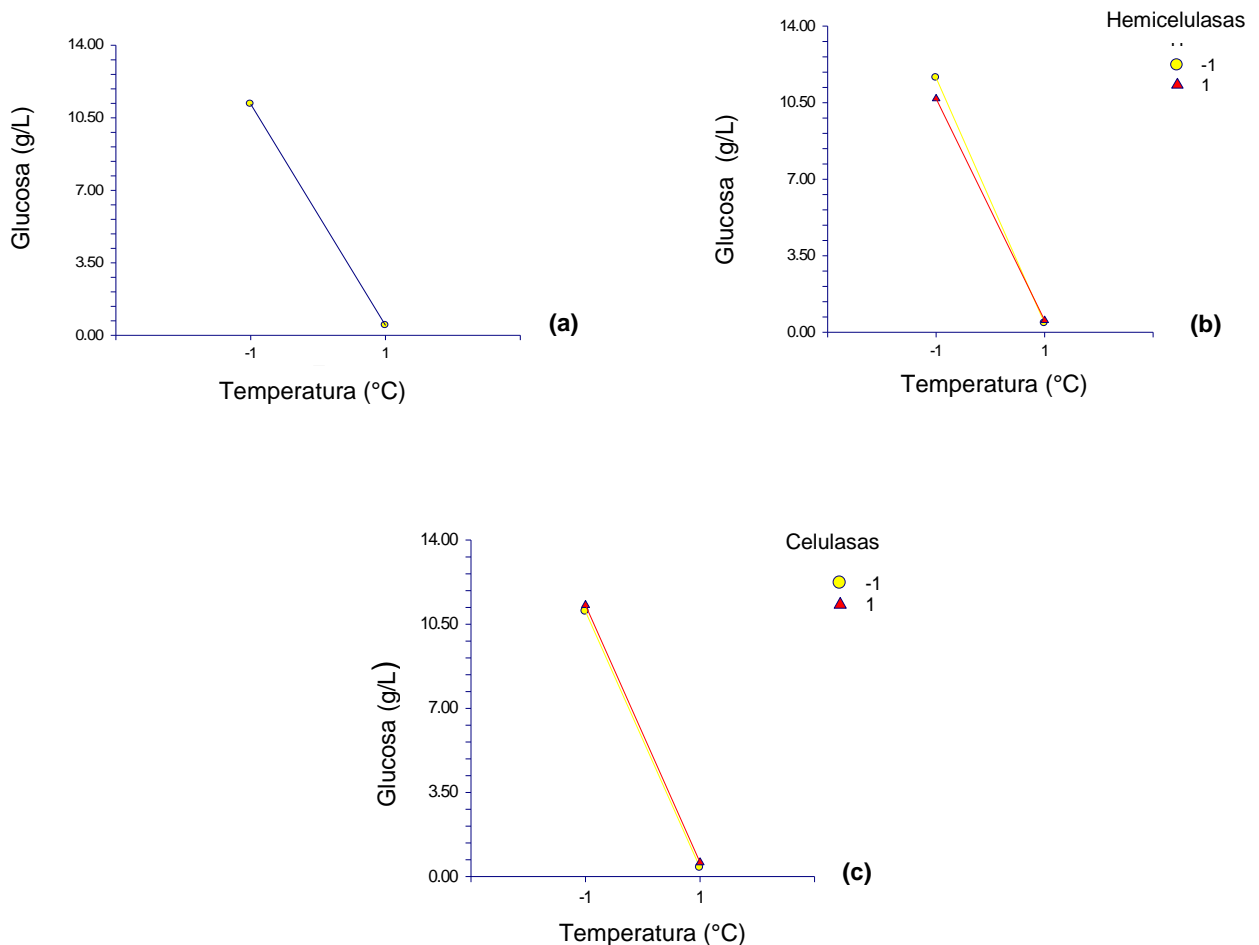 14.00
10.50
7.00
3.50
0.00
Glucosa (g/L)
-1
1
Temperatura (°C)
(a)
Hemicelulasas
-1
1
14.00
10.50
7.00
3.50
0.00
Glucosa (g/L)
-1
1
Temperatura (°C)
(b)
Celulasas
-1
1
14.00
10.50
7.00
3.50
0.00
Glucosa (g/L)
-1
1
Temperatura (°C)
(c)